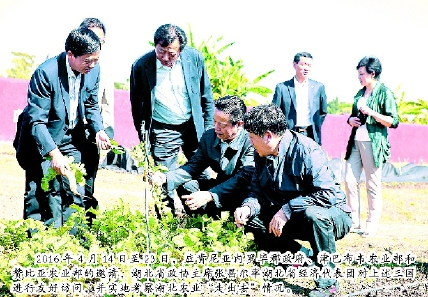 2016年4月14日至23日，应肯尼亚内罗毕郡政府、津巴布韦农业部和
赞比亚农业部的邀请，湖北省政协主席张昌尔率湖北省经济代表团对上述三国
进行友好访问，并实地考察湖北农业“走出去”情况。